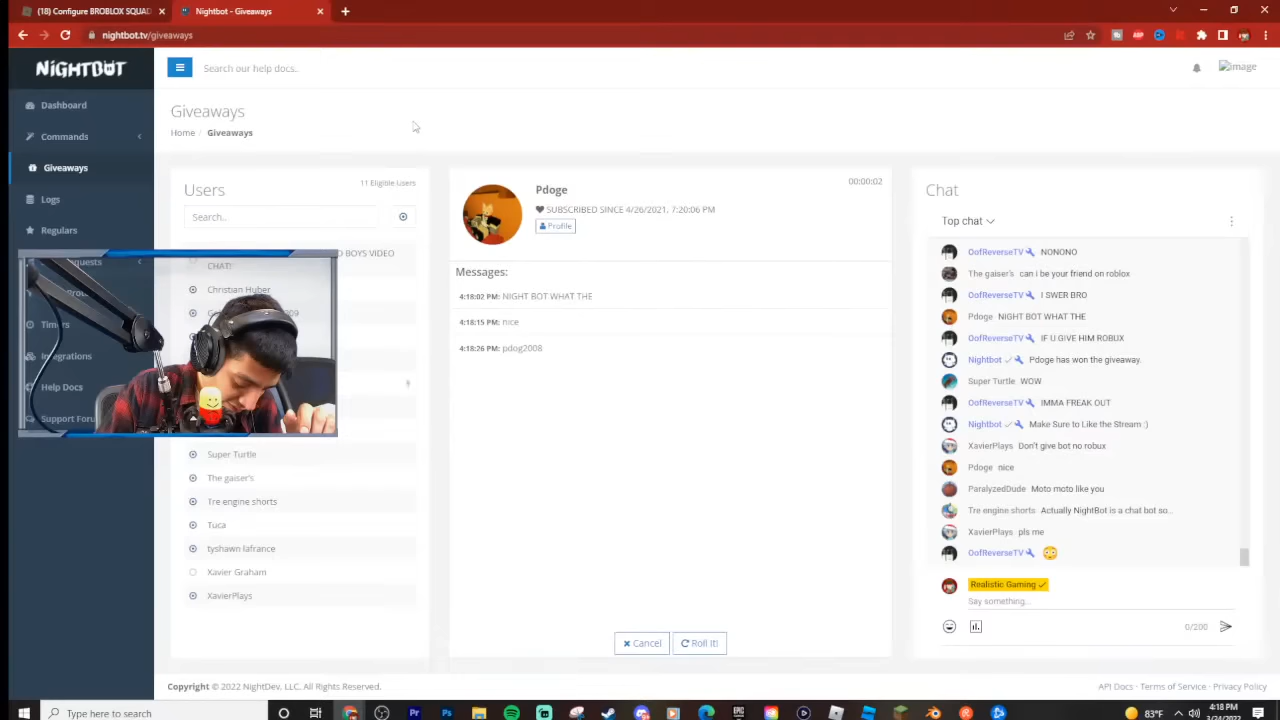 (18) Configure BROBLOX SQUAD
Nightbot - Giveaways
nightbot.tv/giveaways
NiGHTBOT
Search our help docs..
image
Dashboard
Commands
Giveaways
Logs
Regulars
Timers
Integrations
Help Docs
Support Foru
Giveaways
Home / Giveaways
Users
11 Eligible Users
Search..
BOYS VIDEO
CHAT!
Christian Huber
Super Turtle
The gaiser's
Tre engine shorts
Tuca
tyshawn lafrance
Xavier Graham
XavierPlays
Pdoge
00:00:02
SUBSCRIBED SINCE 4/26/2021, 7:20:06 PM
Profile
Messages:
4:18:02 PM: NIGHT BOT WHAT THE
4:18:15 PM: nice
4:18:26 PM: pdog2008
Cancel
Roll It!
Chat
Top chat
OofReverseTV NONONO
The gaiser's can i be your friend on roblox
OofReverseTV I SWER BRO
Pdoge NIGHT BOT WHAT THE
OofReverseTV IF U GIVE HIM ROBUX
Nightbot Pdoge has won the giveaway.
Super Turtle WOW
OofReverseTV IMMA FREAK OUT
Nightbot Make Sure to Like the Stream :)
XavierPlays Don't give bot no robux
Pdoge nice
ParalyzedDude Moto moto like you
Tre engine shorts Actually NightBot is a chat bot so...
XavierPlays pls me
OofReverseTV 😳
Realistic Gaming
Say something...
0/200
Copyright © 2022 NightDev, LLC. All Rights Reserved.
API Docs · Terms of Service · Privacy Policy
Type here to search
83°F
4:18 PM
3/24/2022